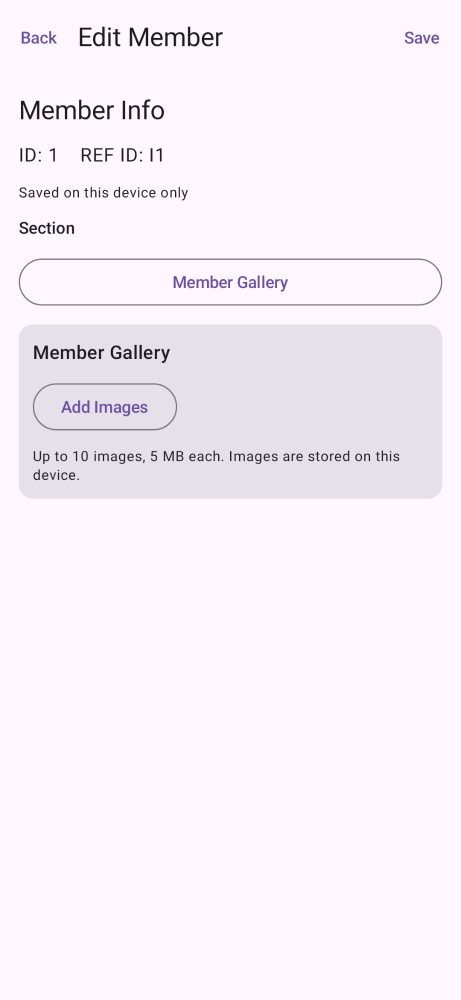 Back Edit Member Save
Member Info
ID: 1 REF ID: I1
Saved on this device only
Section
Member Gallery
Member Gallery
Add Images
Up to 10 images, 5 MB each. Images are stored on this
device.